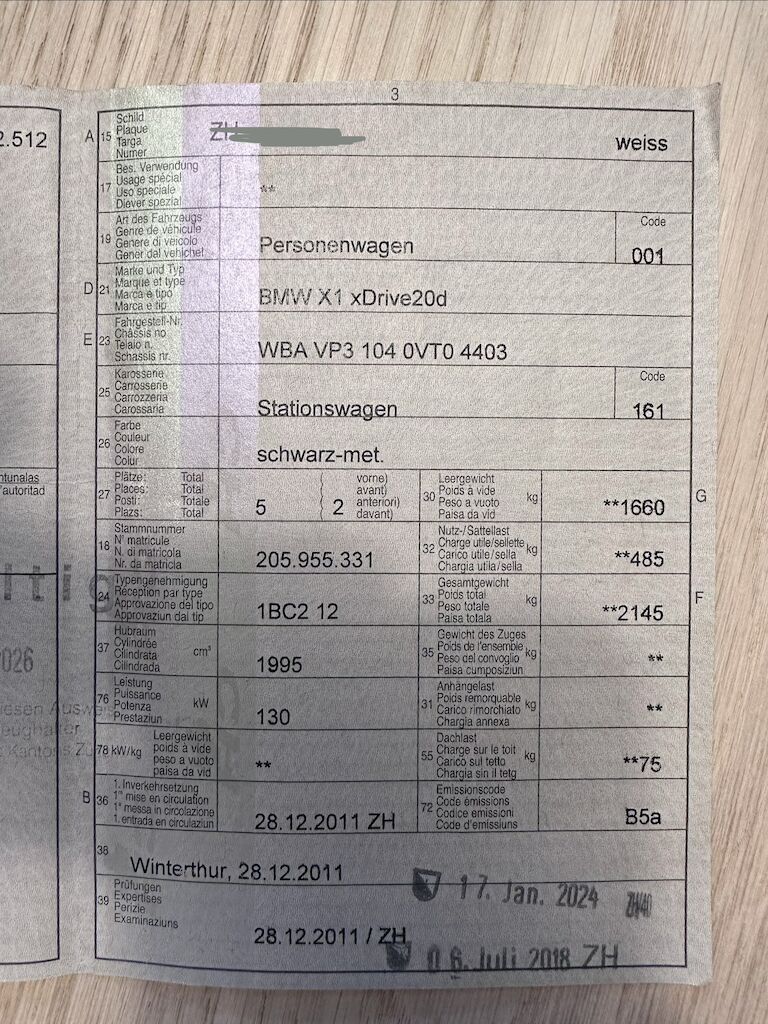 3
2.512
A 15 Schild
Plaque
Targa
Numer
ZH
weiss
17 Bes. Verwendung
Usage spécial
Uso speciale
Diever spezial
**
19 Art des Fahrzeugs
Genre de véhicule
Genere di veicolo
Gener dal vehichel
Personenwagen
Code
001
D 21 Marke und Typ
Marque et type
Marca e tipo
Marca e tip
BMW X1 xDrive20d
E 23 Fahrgestell-Nr.
Châssis no
Telaio n.
Schassis nr.
WBA VP3 104 0VT0 4403
25 Karosserie
Carrosserie
Carrozzeria
Carossaria
Stationswagen
Code
161
26 Farbe
Couleur
Colore
Colur
schwarz-met.
27 Plätze: Total
Places: Total
Posti: Totale
Plazs: Total
5
2
vorne)
avant)
anteriori)
davant)
30 Leergewicht
Poids à vide
Peso a vuoto
Paisa da vid
kg
**1660
G
18 Stammnummer
N° matricule
N. di matricola
Nr. da matricla
205.955.331
32 Nutz-/Sattellast
Charge utile/sellette
Carico utile/sella
Chargia utila/sella
kg
**485
24 Typengenehmigung
Réception par type
Approvazione del tipo
Approvaziun dal tip
1BC2 12
33 Gesamtgewicht
Poids total
Peso totale
Paisa totala
kg
**2145
F
37 Hubraum
Cylindrée
Cilindrata
Cilindrada
cm³
1995
35 Gewicht des Zuges
Poids de l'ensemble
Peso del convoglio
Paisa cumposiziun
kg
**
76 Leistung
Puissance
Potenza
Prestaziun
kW
130
31 Anhängelast
Poids remorquable
Carico rimorchiato
Chargia annexa
kg
**
78 kW/kg
Leergewicht
poids à vide
peso a vuoto
paisa da vid
**
55 Dachlast
Charge sur le toit
Carico sul tetto
Chargia sin il tetg
kg
**75
B 36 1. Inverkehrsetzung
1re mise en circulation
1a messa in circolazione
1. entrada en circulaziun
28.12.2011 ZH
72 Emissionscode
Code émissions
Codice emissioni
Code d'emissiuns
B5a
38
Winterthur, 28.12.2011
39 Prüfungen
Expertises
Perizie
Examinaziuns
28.12.2011 / ZH
17. Jan. 2024
06. Juli 2018 ZH
ntunalas
'autoritad
itig
2026
iesen Ausweis
zeughalter
Kantons Zü